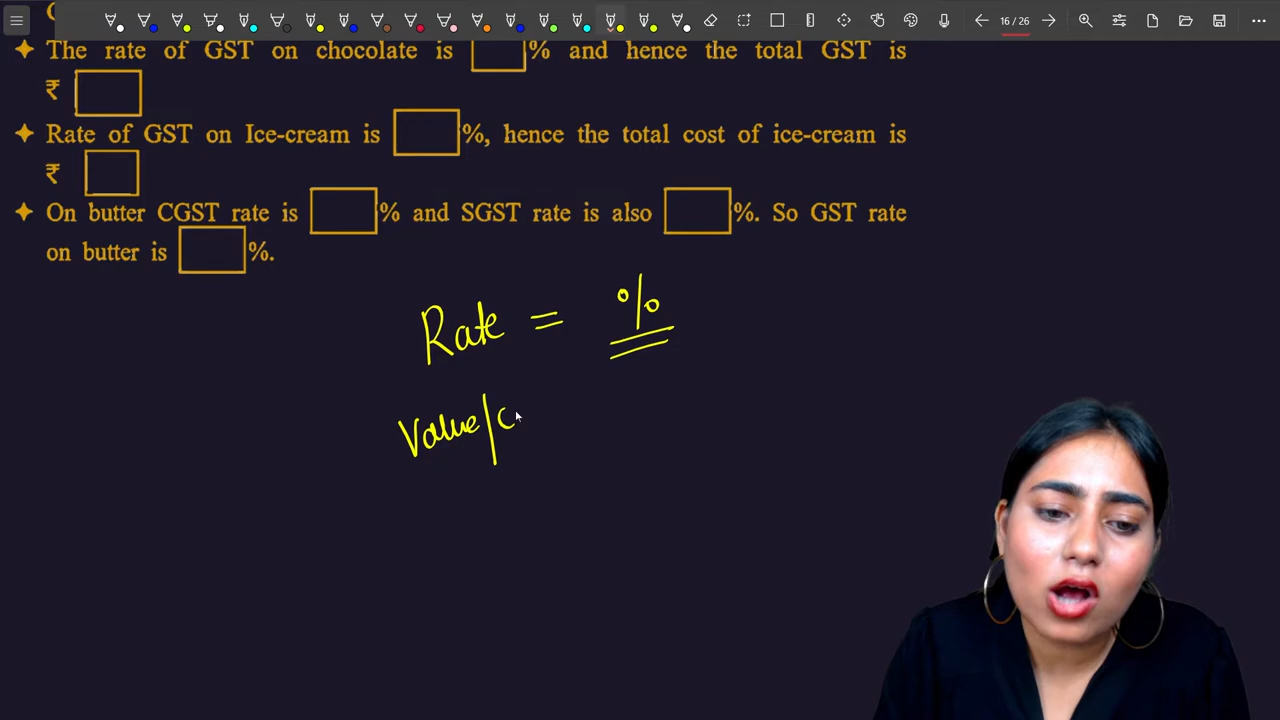 16 / 26
✦ The rate of GST on chocolate is % and hence the total GST is
₹
✦ Rate of GST on Ice-cream is %, hence the total cost of ice-cream is
₹
✦ On butter CGST rate is % and SGST rate is also %. So GST rate
on butter is %.
Rate = %
Value/C